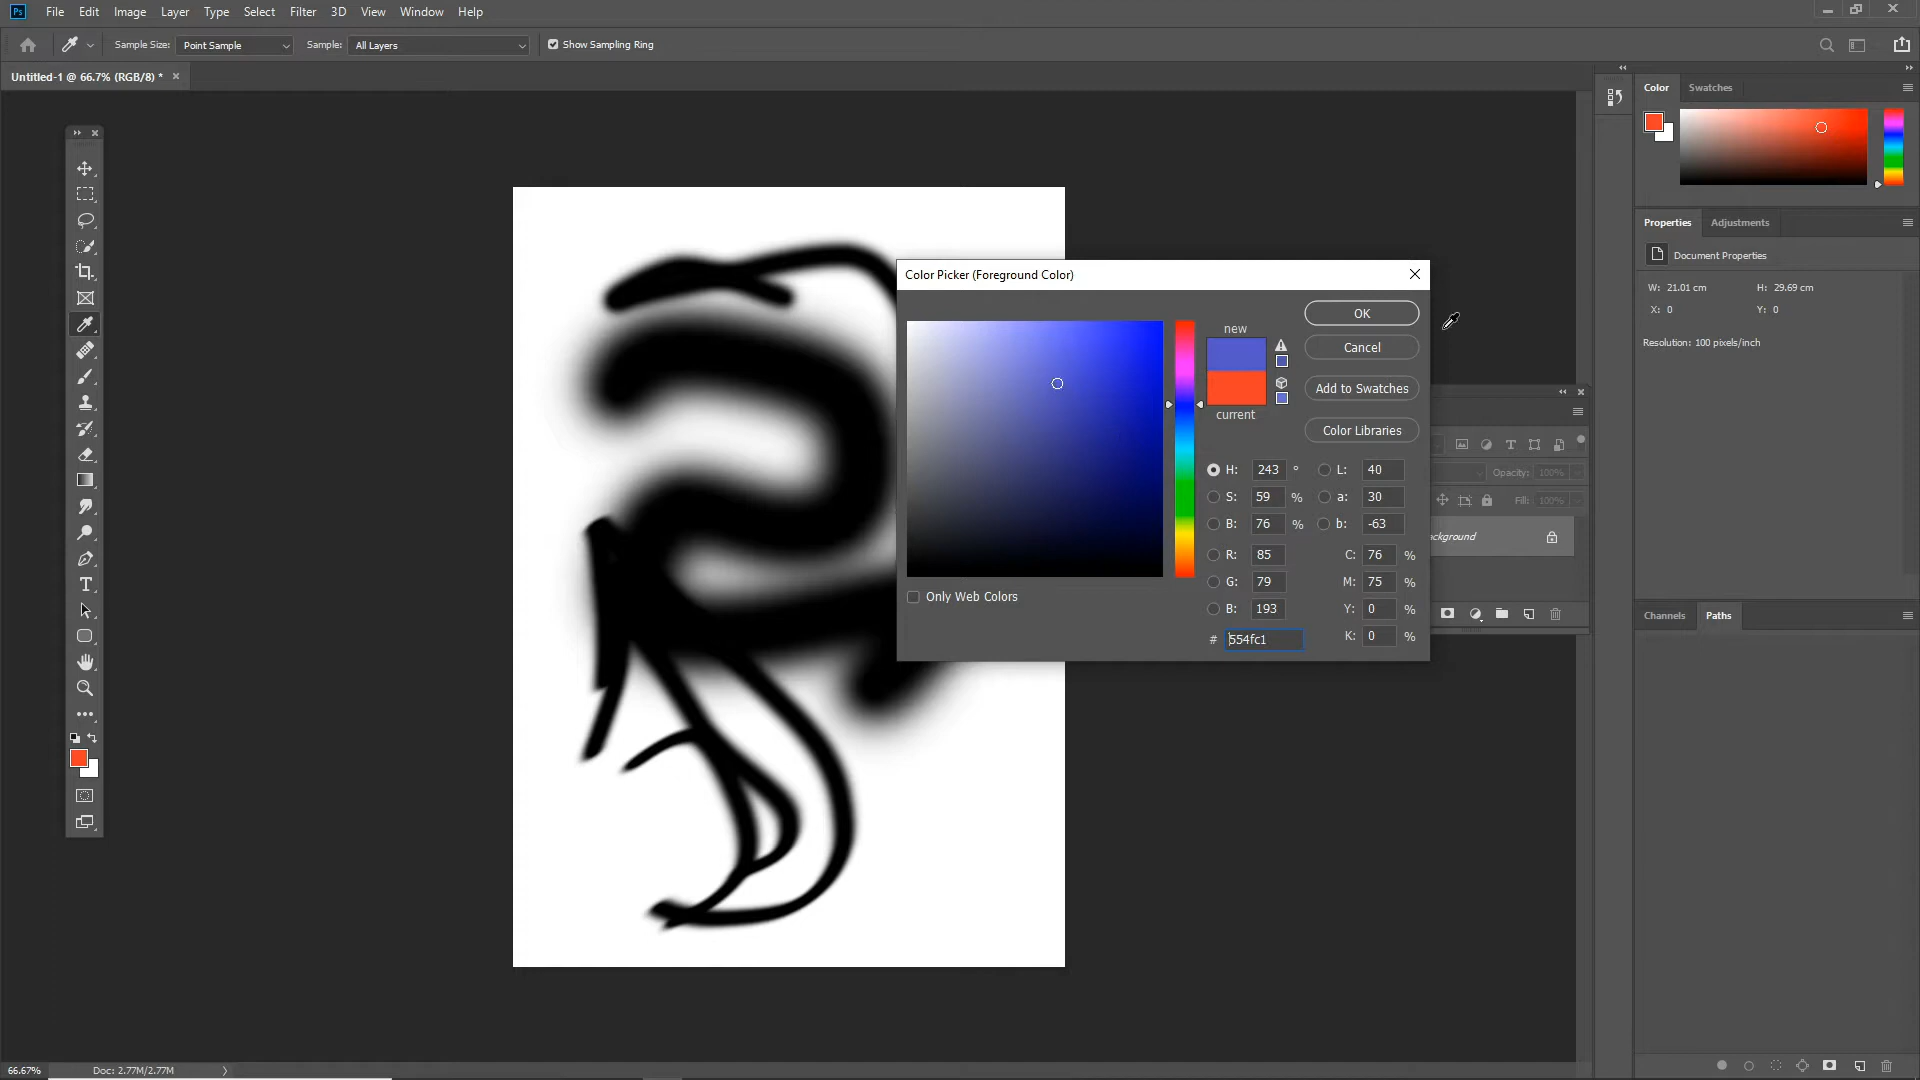 Ps File Edit Image Layer Type Select Filter 3D View Window Help
Sample Size: Point Sample Sample: All Layers Show Sampling Ring
Untitled-1 @ 66.7% (RGB/8) *
Color Swatches
Color Picker (Foreground Color)
new
current
OK
Cancel
Add to Swatches
Color Libraries
H: 243 ° L: 40
S: 59 % a: 30
B: 76 % b: -63
R: 85 C: 76 %
G: 79 M: 75 %
B: 193 Y: 0 %
# 554fc1 K: 0 %
Only Web Colors
Properties Adjustments
Document Properties
W: 21.01 cm H: 29.69 cm
X: 0 Y: 0
Resolution: 100 pixels/inch
Opacity: 100%
Fill: 100%
ackground
Channels Paths
66.67% Doc: 2.77M/2.77M